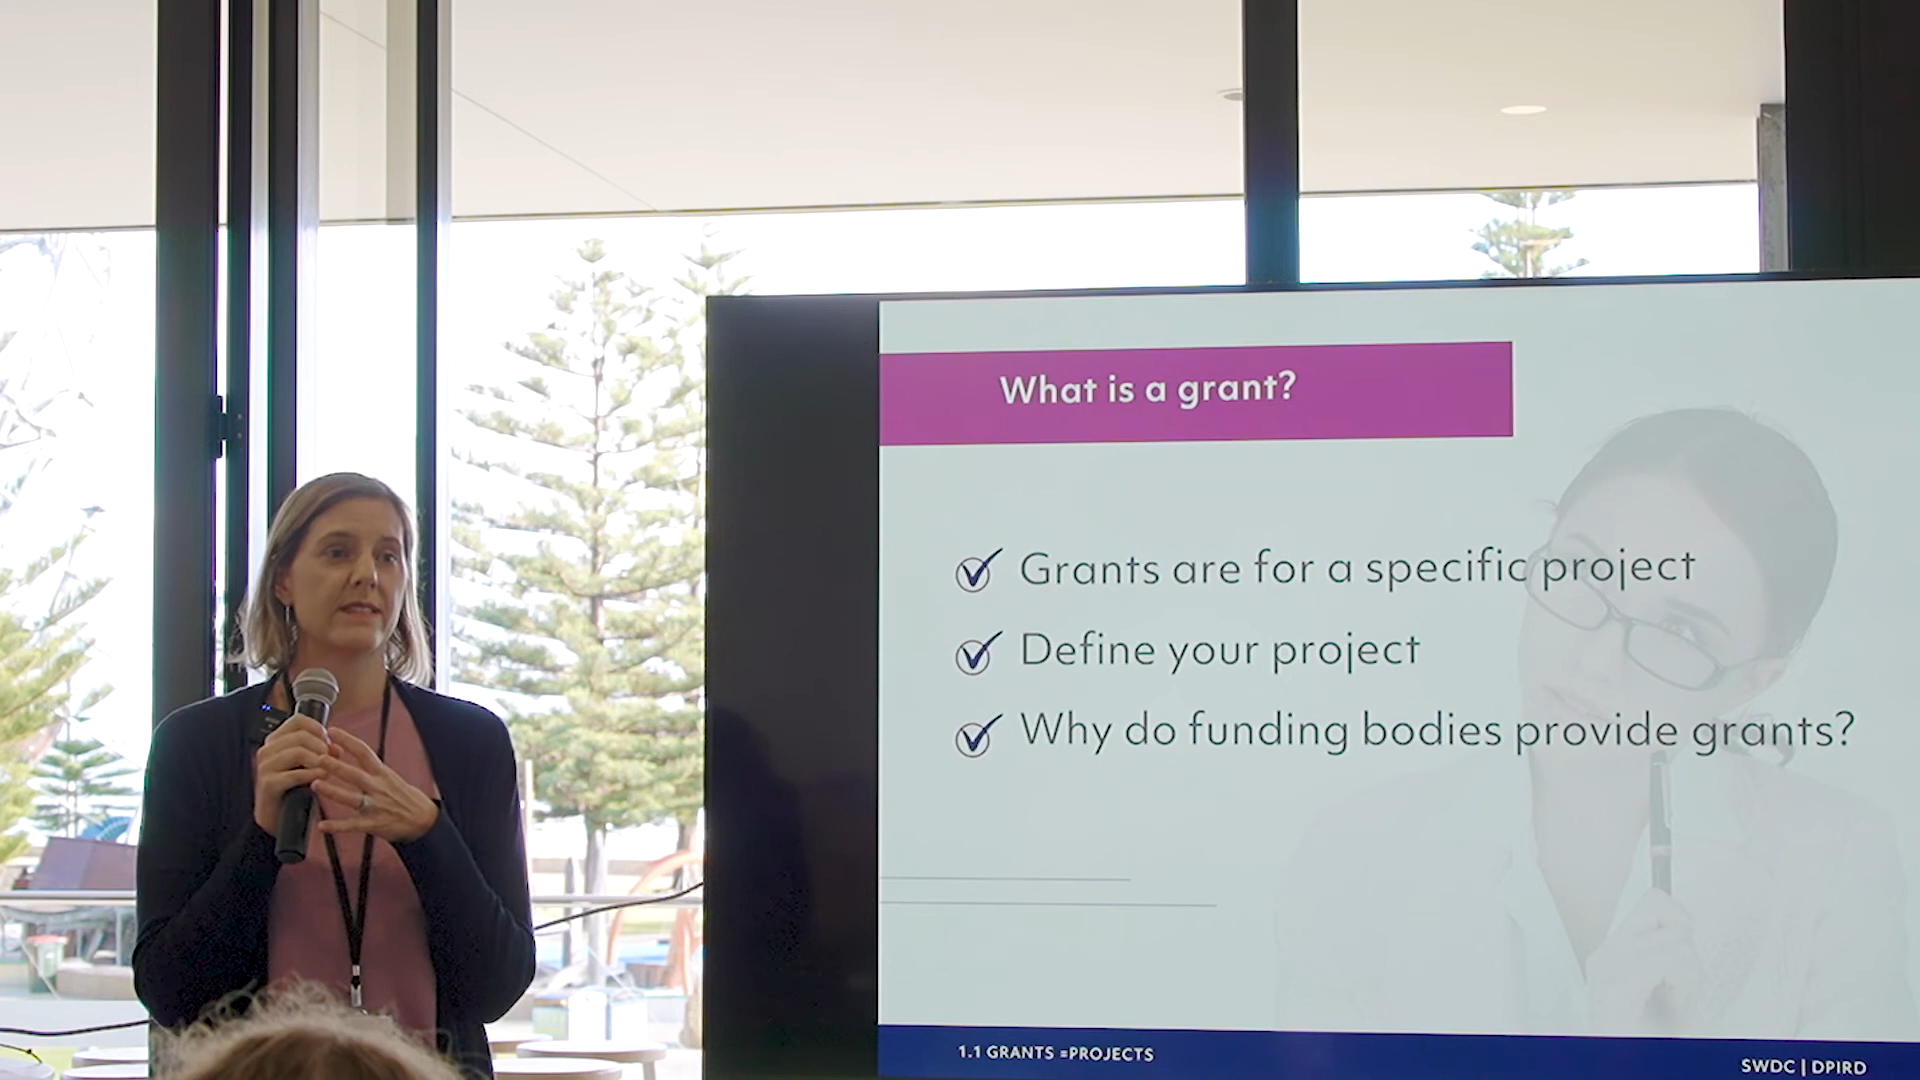 What is a grant?
Grants are for a specific project
Define your project
Why do funding bodies provide grants?
1.1 GRANTS =PROJECTS
SWDC | DPIRD